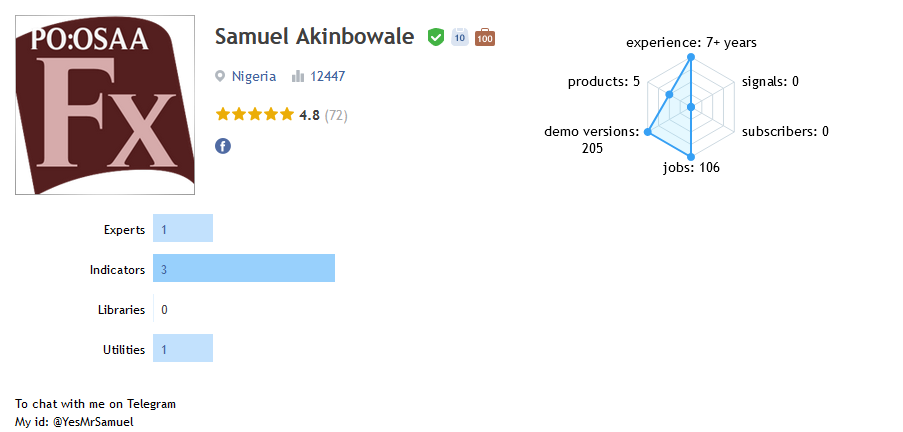 PO:OSAA
Fx
Samuel Akinbowale
10
100
Nigeria
12447
4.8 (72)
f
experience: 7+ years
products: 5
signals: 0
demo versions:
205
subscribers: 0
jobs: 106
Experts 1
Indicators 3
Libraries 0
Utilities 1
To chat with me on Telegram
My id: @YesMrSamuel